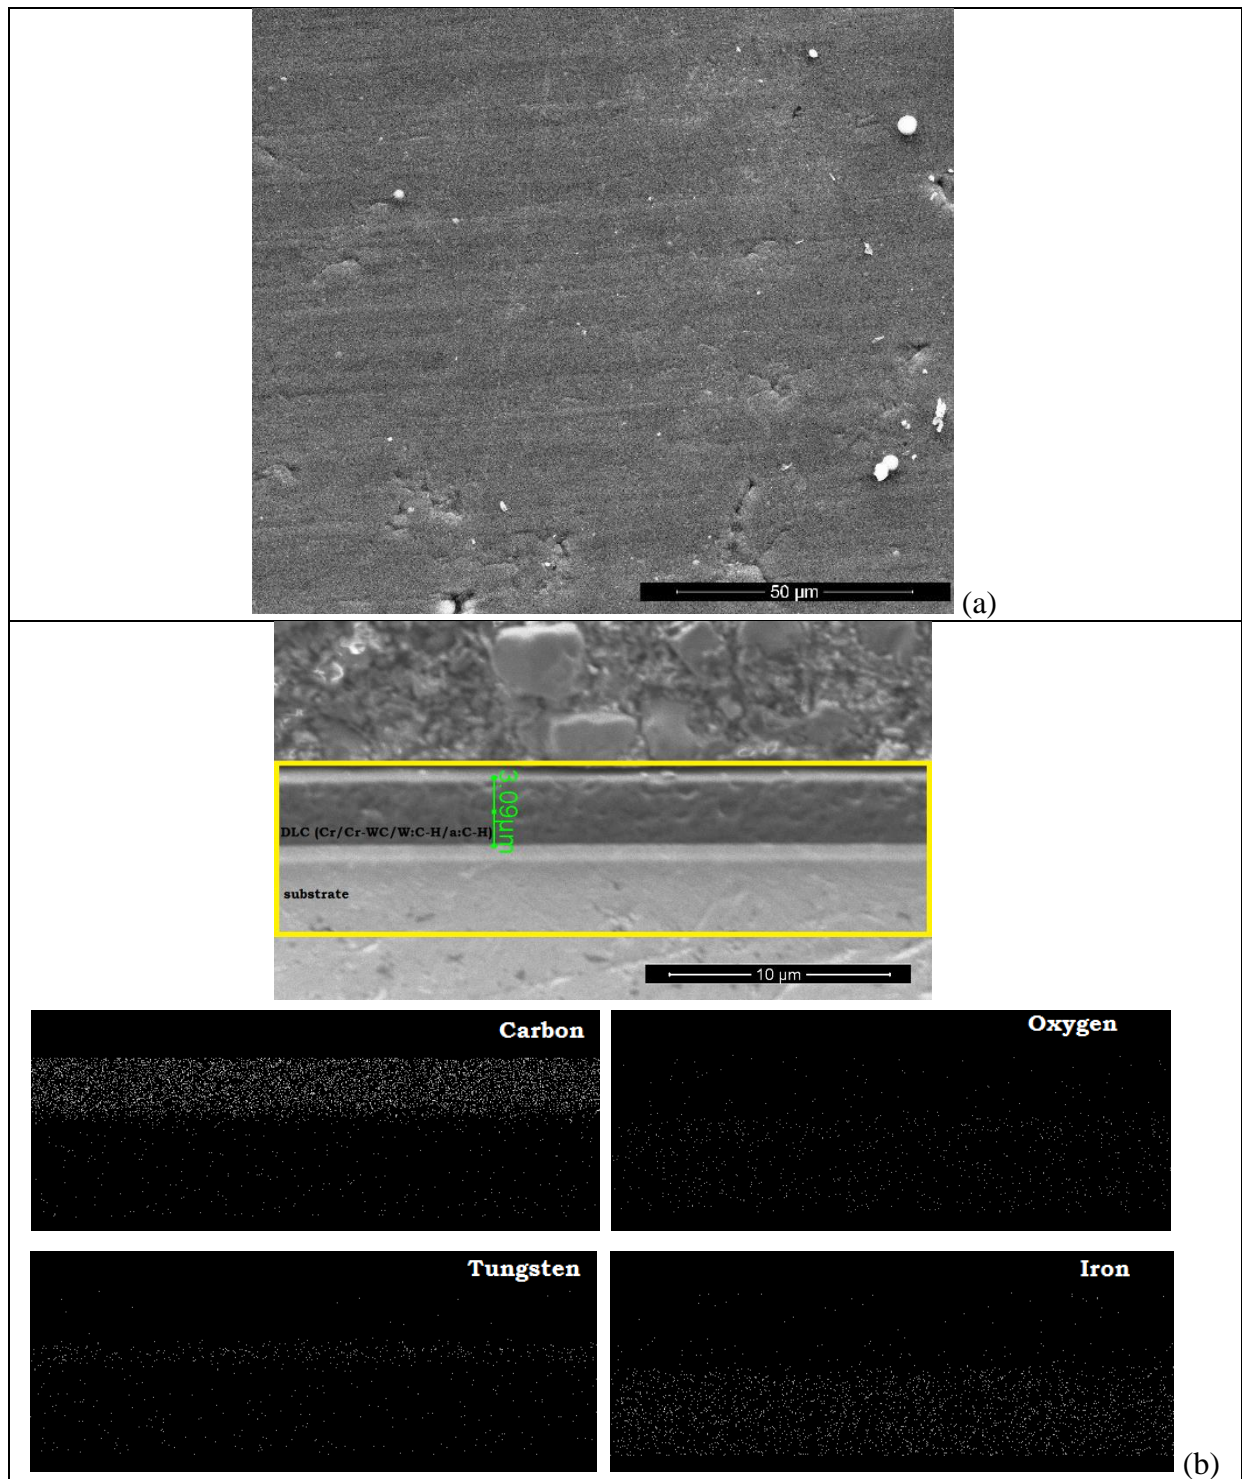 50 µm
(a)
3.09µm
DLC (Cr/Cr-WC/W:C-H/a:C-H)
substrate
10 µm
Carbon
Oxygen
Tungsten
Iron
(b)